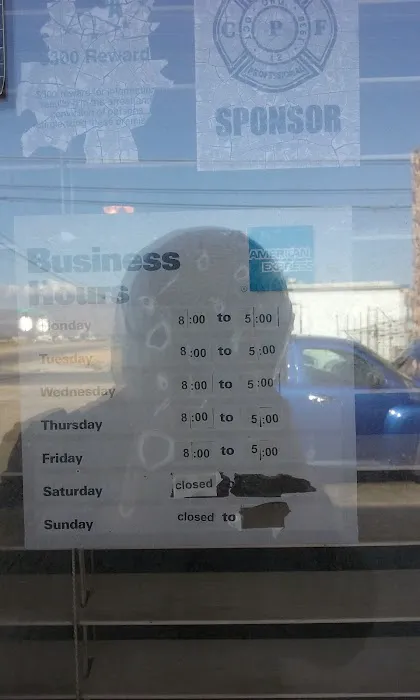 $300 Reward
C P F
PROFESSIONAL
SPONSOR
AMERICAN
EXPRESS
Business
Hours
Monday 8:00 to 5:00
Tuesday 8:00 to 5:00
Wednesday 8:00 to 5:00
Thursday 8:00 to 5:00
Friday 8:00 to 5:00
Saturday closed
Sunday closed to